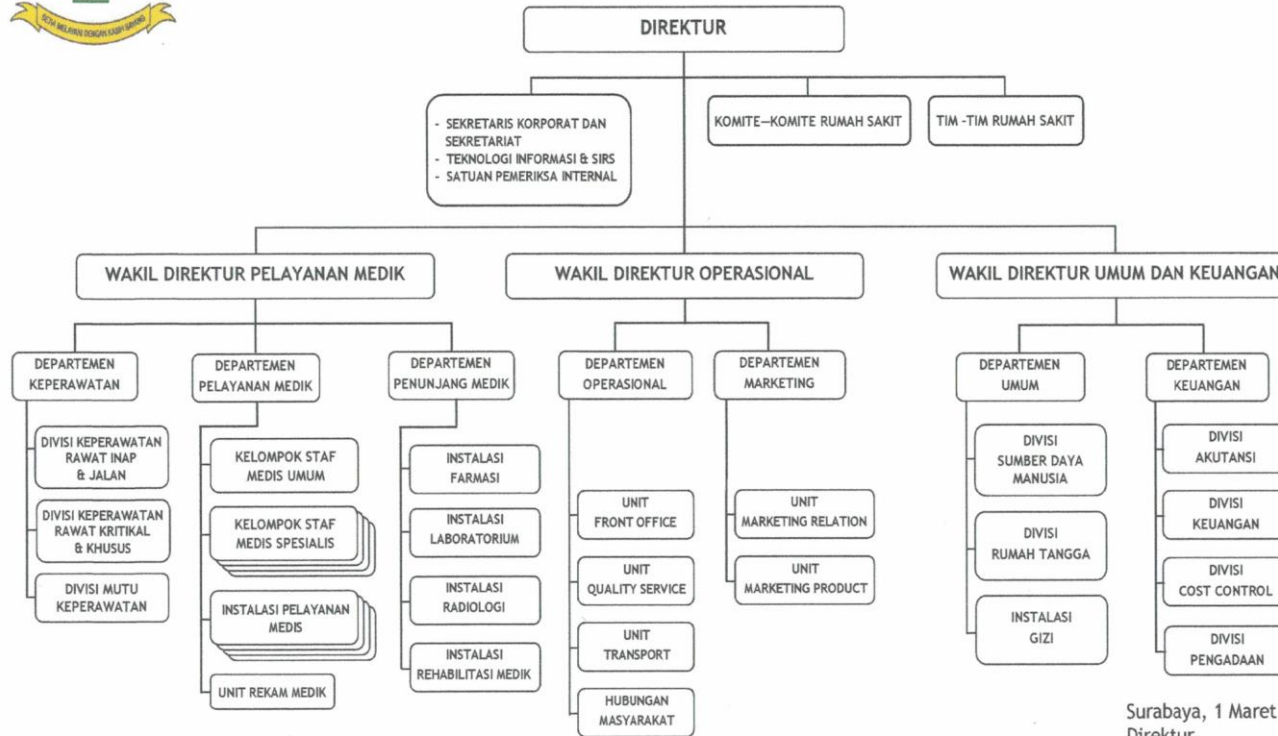 SETIA MELAYANI DENGAN KASIH SAYANG
DIREKTUR
- SEKRETARIS KORPORAT DAN
SEKRETARIAT
- TEKNOLOGI INFORMASI & SIRS
- SATUAN PEMERIKSA INTERNAL
KOMITE–KOMITE RUMAH SAKIT
TIM -TIM RUMAH SAKIT
WAKIL DIREKTUR PELAYANAN MEDIK
WAKIL DIREKTUR OPERASIONAL
WAKIL DIREKTUR UMUM DAN KEUANGAN
DEPARTEMEN
KEPERAWATAN
DEPARTEMEN
PELAYANAN MEDIK
DEPARTEMEN
PENUNJANG MEDIK
DEPARTEMEN
OPERASIONAL
DEPARTEMEN
MARKETING
DEPARTEMEN
UMUM
DEPARTEMEN
KEUANGAN
DIVISI KEPERAWATAN
RAWAT INAP
& JALAN
DIVISI KEPERAWATAN
RAWAT KRITIKAL
& KHUSUS
DIVISI MUTU
KEPERAWATAN
KELOMPOK STAF
MEDIS UMUM
KELOMPOK STAF
MEDIS SPESIALIS
INSTALASI PELAYANAN
MEDIS
UNIT REKAM MEDIK
INSTALASI
FARMASI
INSTALASI
LABORATORIUM
INSTALASI
RADIOLOGI
INSTALASI
REHABILITASI MEDIK
UNIT
FRONT OFFICE
UNIT
QUALITY SERVICE
UNIT
TRANSPORT
HUBUNGAN
MASYARAKAT
UNIT
MARKETING RELATION
UNIT
MARKETING PRODUCT
DIVISI
SUMBER DAYA
MANUSIA
DIVISI
RUMAH TANGGA
INSTALASI
GIZI
DIVISI
AKUTANSI
DIVISI
KEUANGAN
DIVISI
COST CONTROL
DIVISI
PENGADAAN
Surabaya, 1 Maret
Direktur